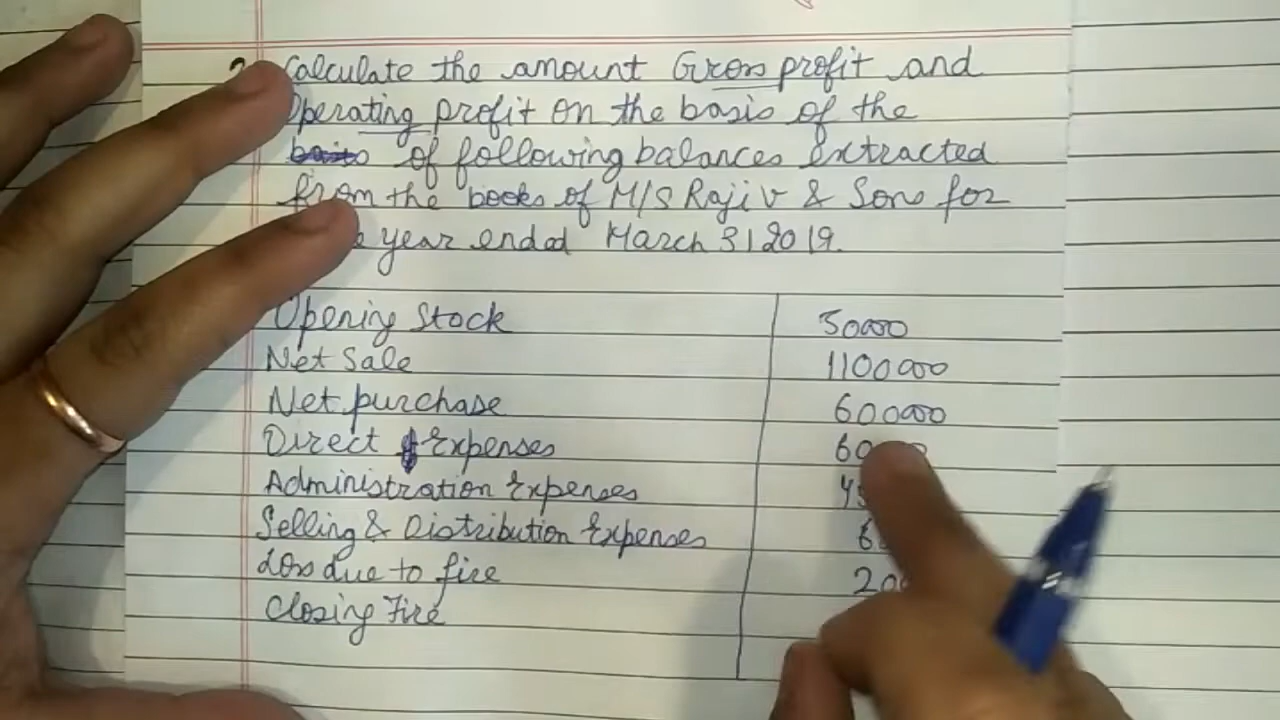 Calculate the amount Gross profit and
Operating profit on the basis of the
of following balances extracted
from the books of M/S Rajiv & Sons for
year ended March 31 2019.
Opening Stock 50000
Net Sale 1100000
Net purchase 600000
Direct Expenses
Administration Expenses
Selling & Distribution Expenses
Loss due to fire
Closing Fire